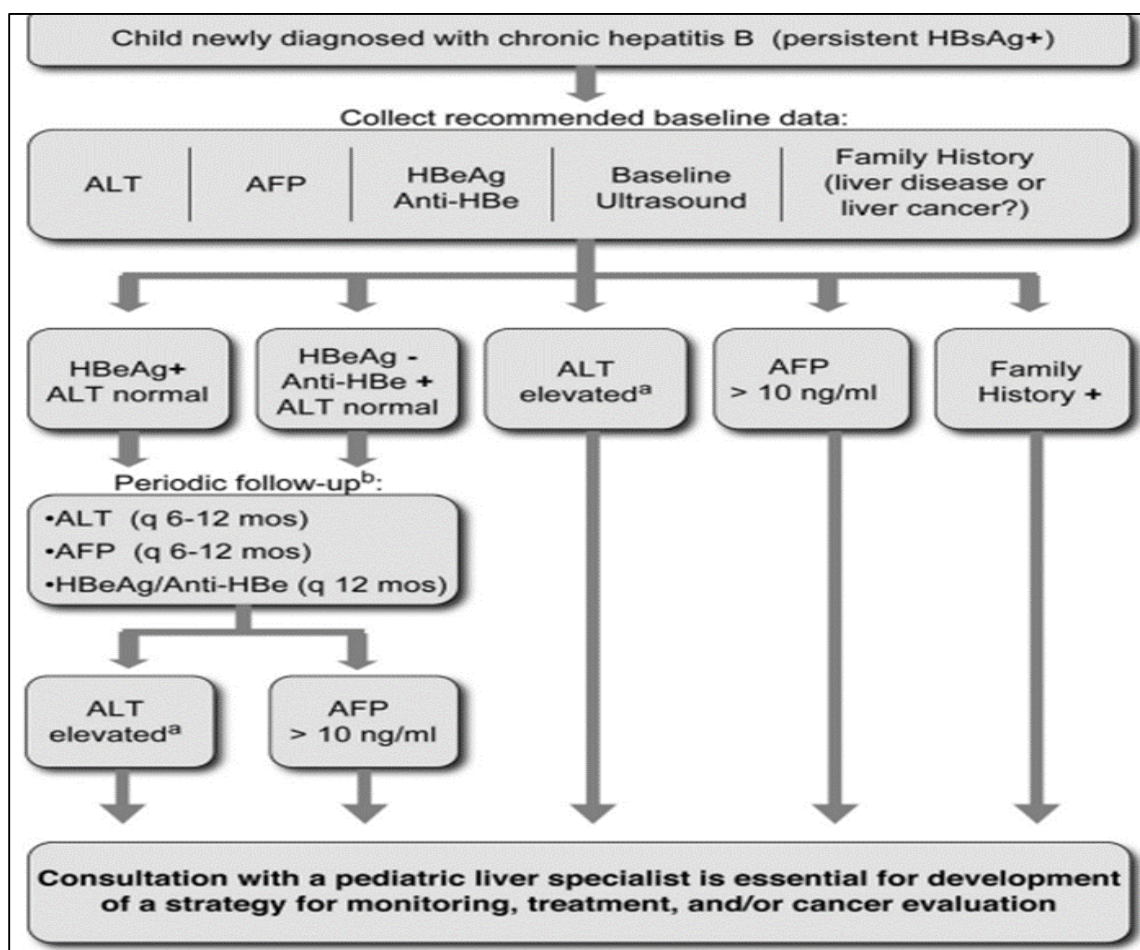 Child newly diagnosed with chronic hepatitis B (persistent HBsAg+)
Collect recommended baseline data:
ALT
AFP
HBeAg
Anti-HBe
Baseline
Ultrasound
Family History
(liver disease or
liver cancer?)
HBeAg+
ALT normal
HBeAg -
Anti-HBe +
ALT normal
ALT
elevatedᵃ
AFP
> 10 ng/ml
Family
History +
Periodic follow-upᵇ:
•ALT (q 6-12 mos)
•AFP (q 6-12 mos)
•HBeAg/Anti-HBe (q 12 mos)
ALT
elevatedᵃ
AFP
> 10 ng/ml
Consultation with a pediatric liver specialist is essential for development
of a strategy for monitoring, treatment, and/or cancer evaluation